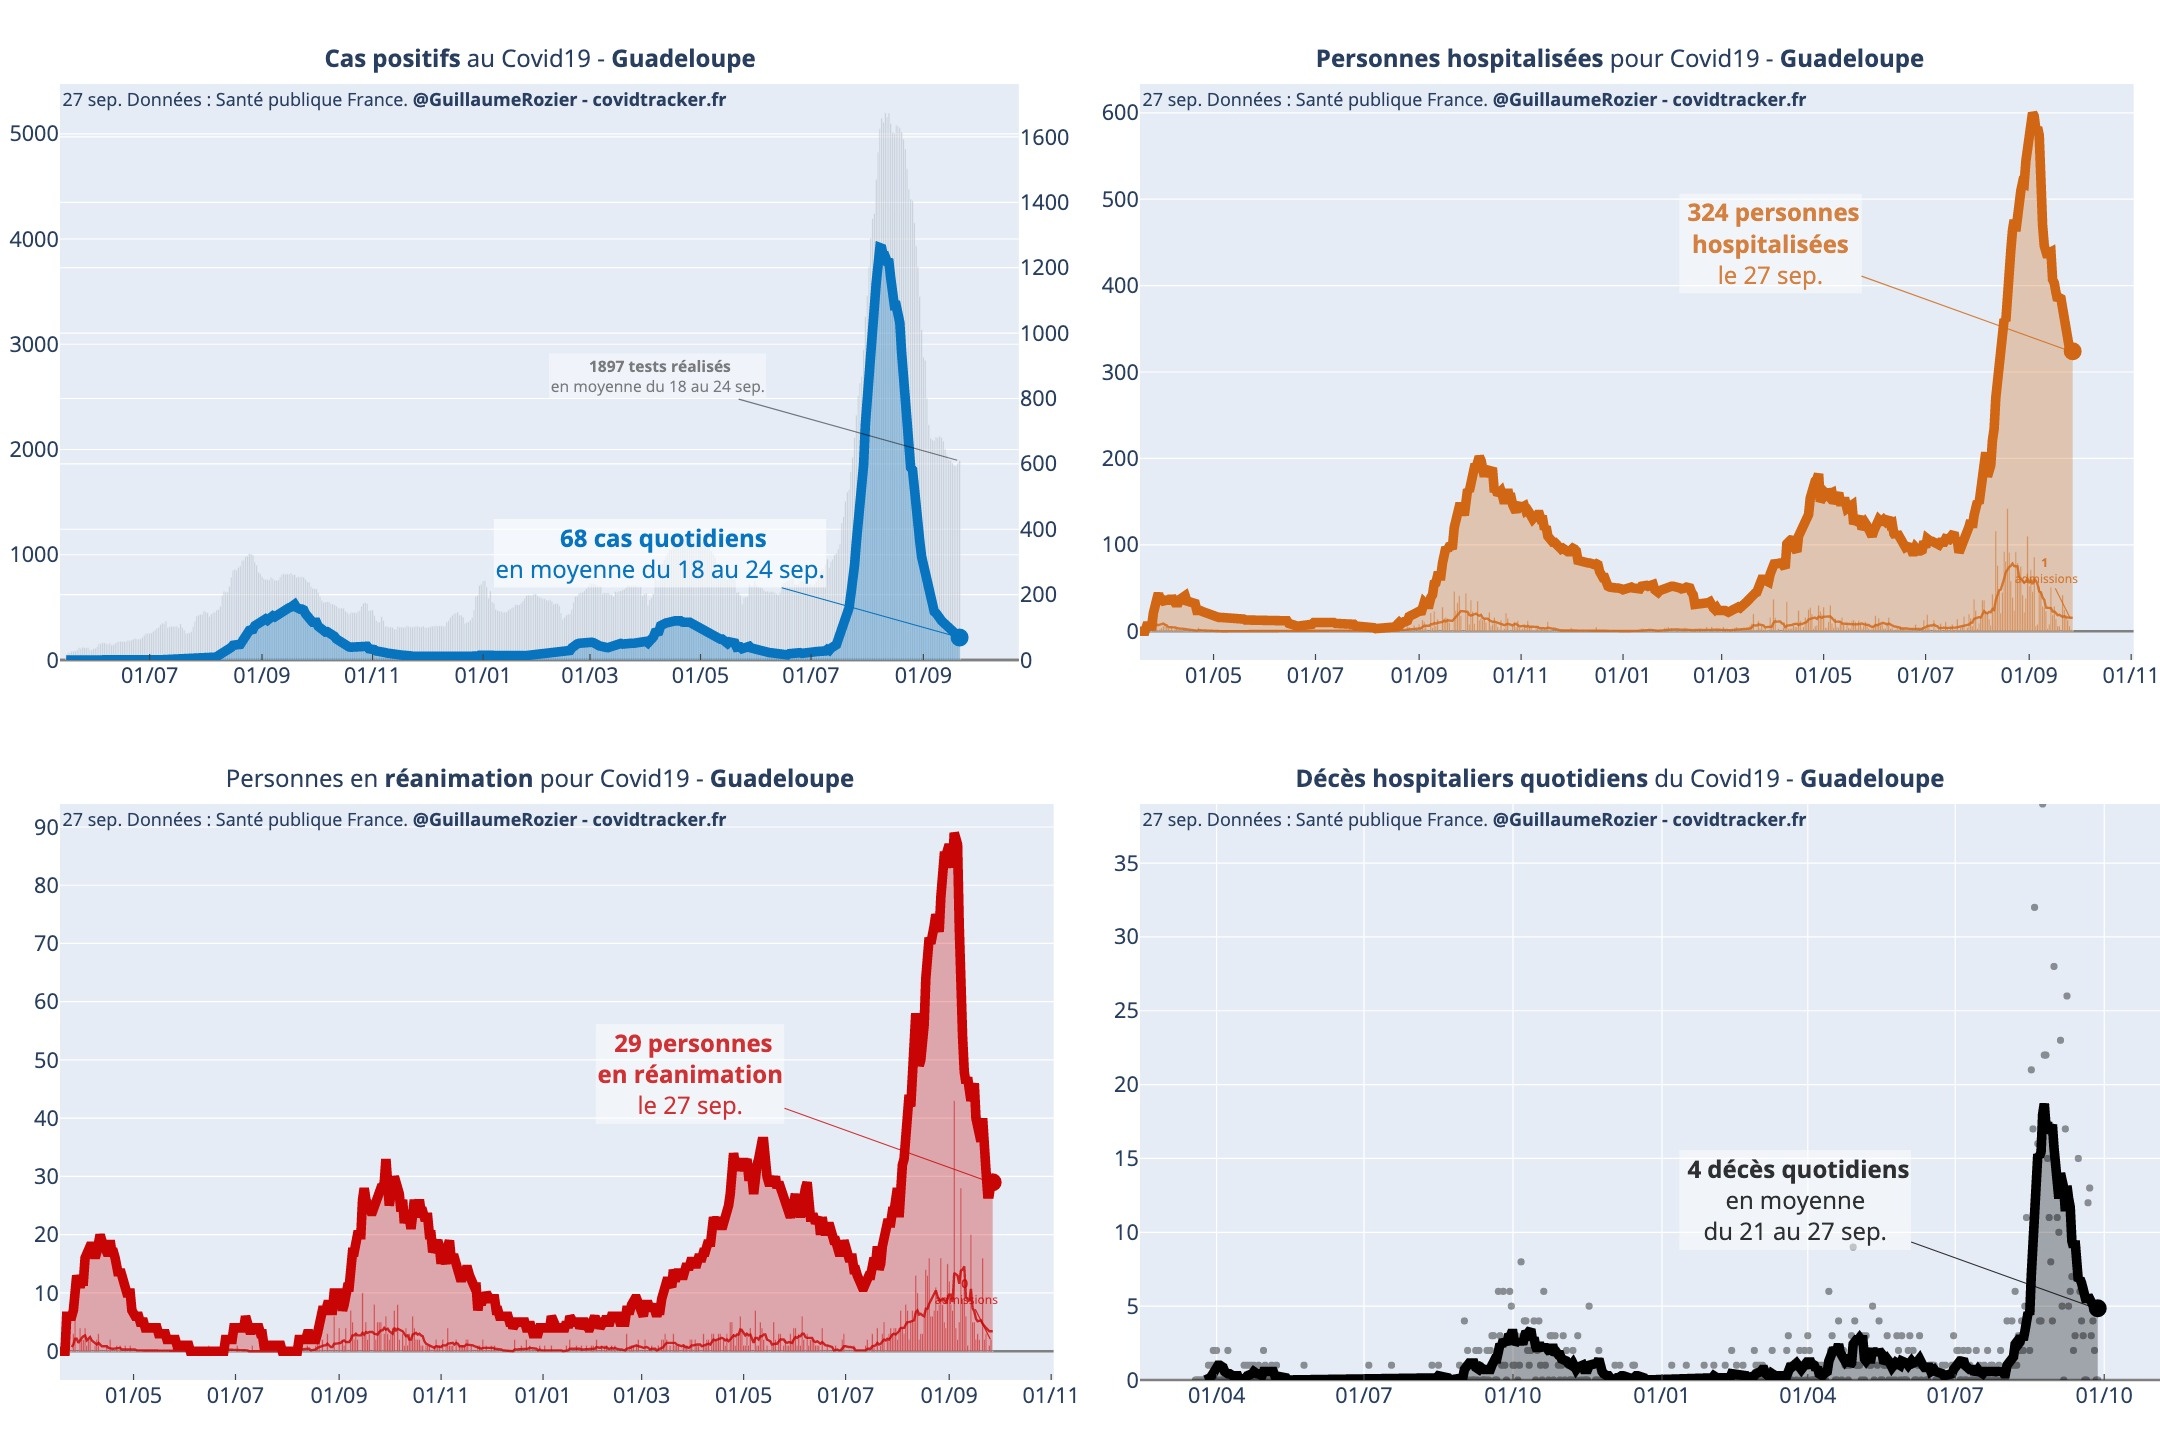 Cas positifs au Covid19 - Guadeloupe
27 sep. Données : Santé publique France. @GuillaumeRozier - covidtracker.fr
5000
4000
3000
2000
1000
0
1600
1400
1200
1000
800
600
400
200
0
1897 tests réalisés
en moyenne du 18 au 24 sep.
68 cas quotidiens
en moyenne du 18 au 24 sep.
01/07 01/09 01/11 01/01 01/03 01/05 01/07 01/09
Personnes hospitalisées pour Covid19 - Guadeloupe
27 sep. Données : Santé publique France. @GuillaumeRozier - covidtracker.fr
600
500
400
300
200
100
0
324 personnes
hospitalisées
le 27 sep.
1
admissions
01/05 01/07 01/09 01/11 01/01 01/03 01/05 01/07 01/09 01/11
Personnes en réanimation pour Covid19 - Guadeloupe
27 sep. Données : Santé publique France. @GuillaumeRozier - covidtracker.fr
90
80
70
60
50
40
30
20
10
0
29 personnes
en réanimation
le 27 sep.
admissions
01/05 01/07 01/09 01/11 01/01 01/03 01/05 01/07 01/09 01/11
Décès hospitaliers quotidiens du Covid19 - Guadeloupe
27 sep. Données : Santé publique France. @GuillaumeRozier - covidtracker.fr
35
30
25
20
15
10
5
0
4 décès quotidiens
en moyenne
du 21 au 27 sep.
01/04 01/07 01/10 01/01 01/04 01/07 01/10